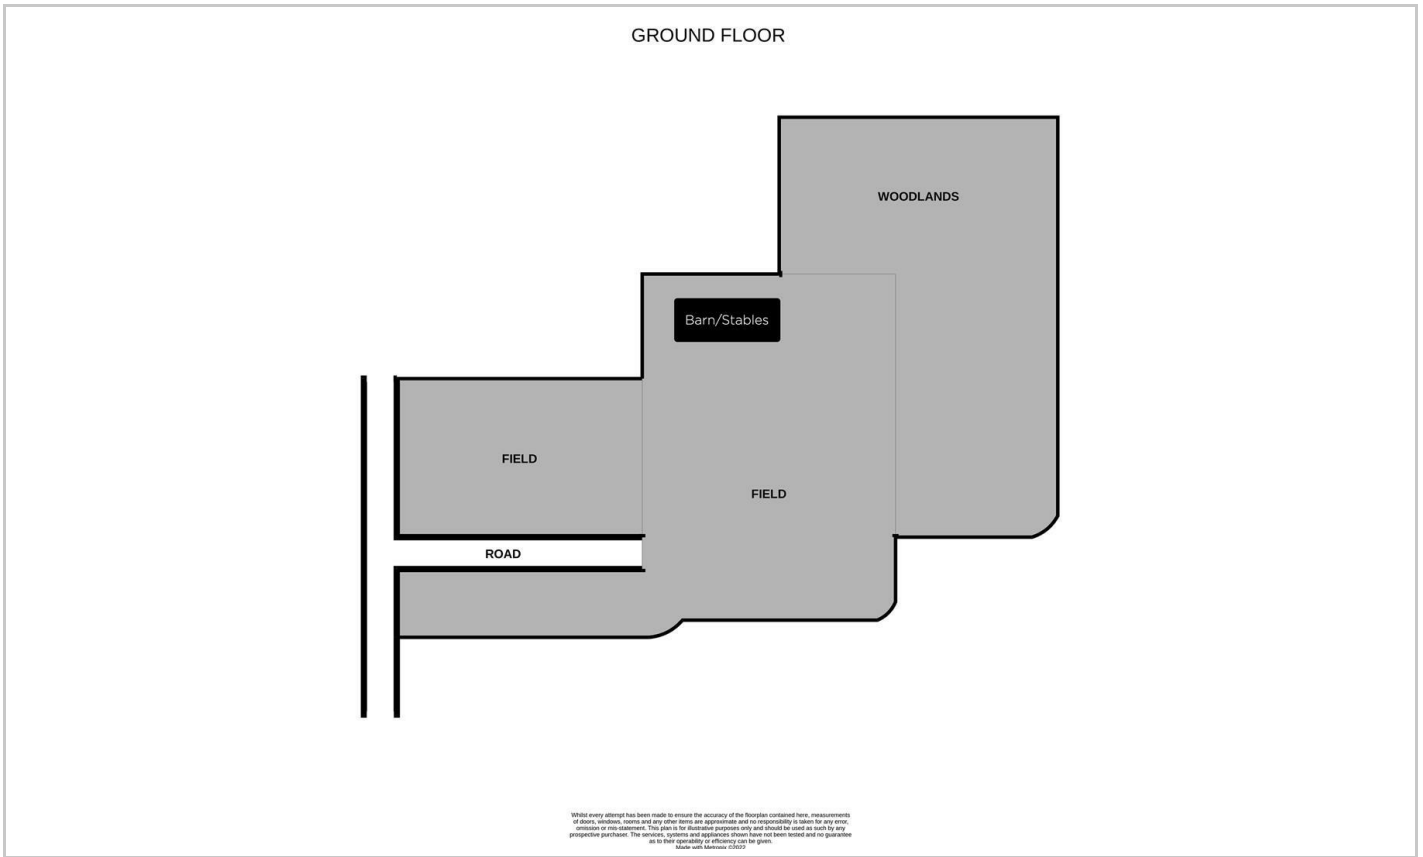 GROUND FLOOR
WOODLANDS
Barn/Stables
FIELD
FIELD
ROAD
Whilst every attempt has been made to ensure the accuracy of the floorplan contained here, measurements
of doors, windows, rooms and any other items are approximate and no responsibility is taken for any error,
omission or mis-statement. This plan is for illustrative purposes only and should be used as such by any
prospective purchaser. The services, systems and appliances shown have not been tested and no guarantee
as to their operability or efficiency can be given.
Made with Metropix ©2022